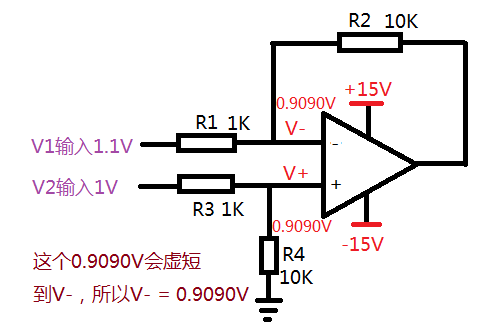 R2 10K
0.9090V
+15V
R1 1K
V-
-
V1输入1.1V
V2输入1V
V+
+
R3 1K
0.9090V
-15V
R4
10K
这个0.9090V会虚短
到V-，所以V- = 0.9090V